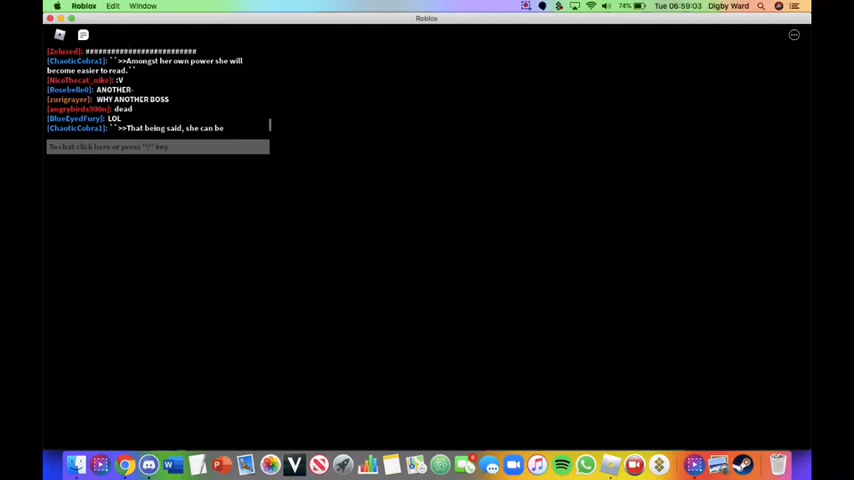 Roblox Edit Window 74% Tue 06:59:03 Digby Ward
Roblox
[Zelused]: ##########################
[ChaoticCobra1]: ``>>Amongst her own power she will
become easier to read.``
[NicoThecat_nike]: :V
[Rosebelle0]: ANOTHER-
[zurigrayer]: WHY ANOTHER BOSS
[angrybirds900n]: dead
[BlueEyedFury]: LOL
[ChaoticCobra1]: ``>>That being said, she can be
To chat click here or press "/" key